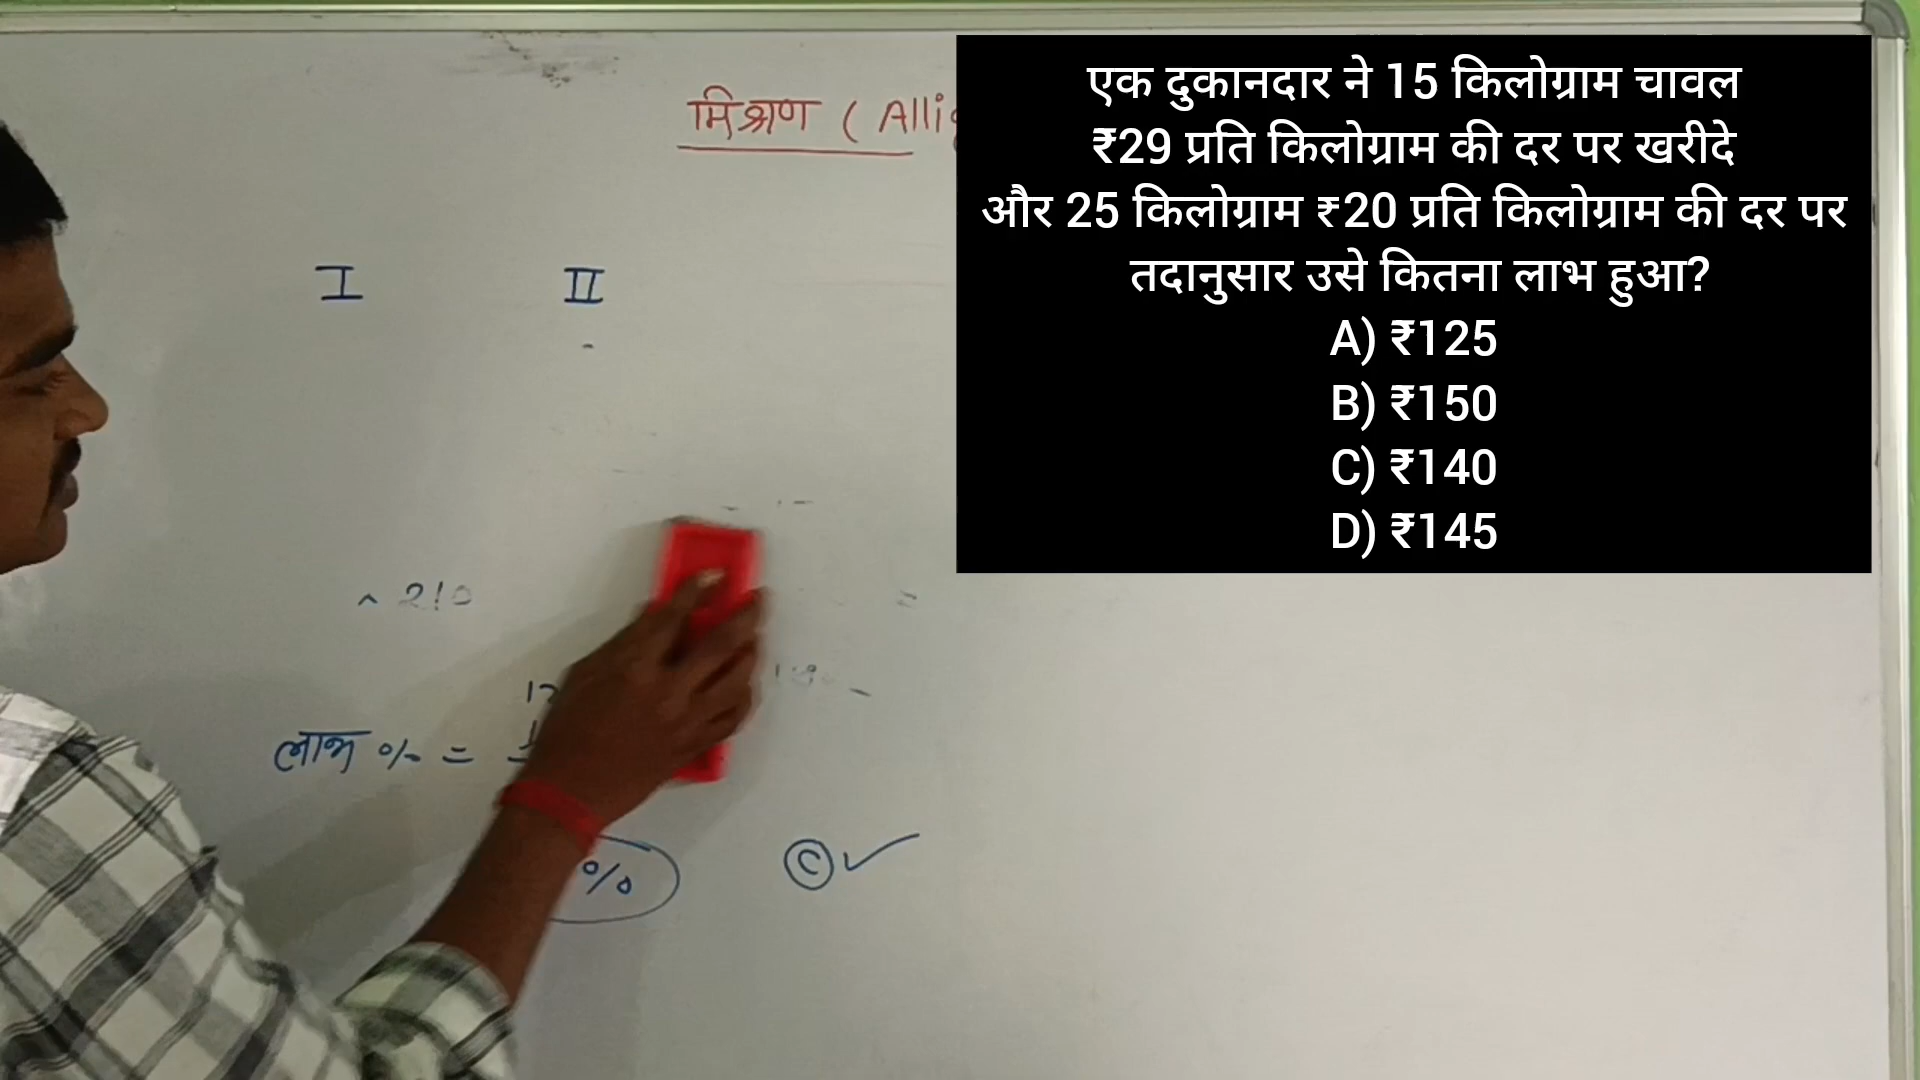 मिश्रण ( Alli
एक दुकानदार ने 15 किलोग्राम चावल
₹29 प्रति किलोग्राम की दर पर खरीदे
और 25 किलोग्राम ₹20 प्रति किलोग्राम की दर पर
तदानुसार उसे कितना लाभ हुआ?
A) ₹125
B) ₹150
C) ₹140
D) ₹145
I II
210 =
लाभ % =
% C ✓